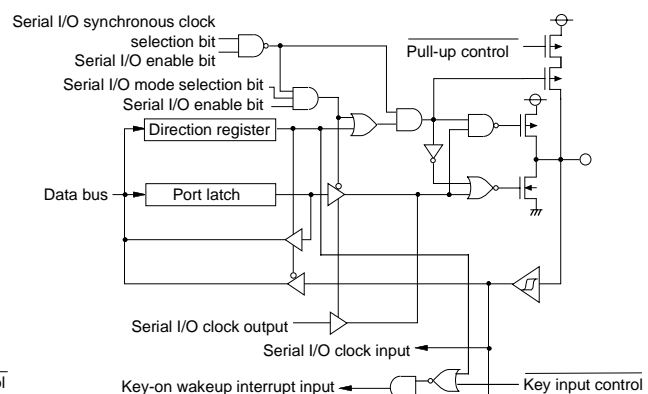 Serial I/O synchronous clock
selection bit
Serial I/O enable bit
Pull-up control
Serial I/O mode selection bit
Serial I/O enable bit
Direction register
Data bus
Port latch
Serial I/O clock output
Serial I/O clock input
Key-on wakeup interrupt input
Key input control